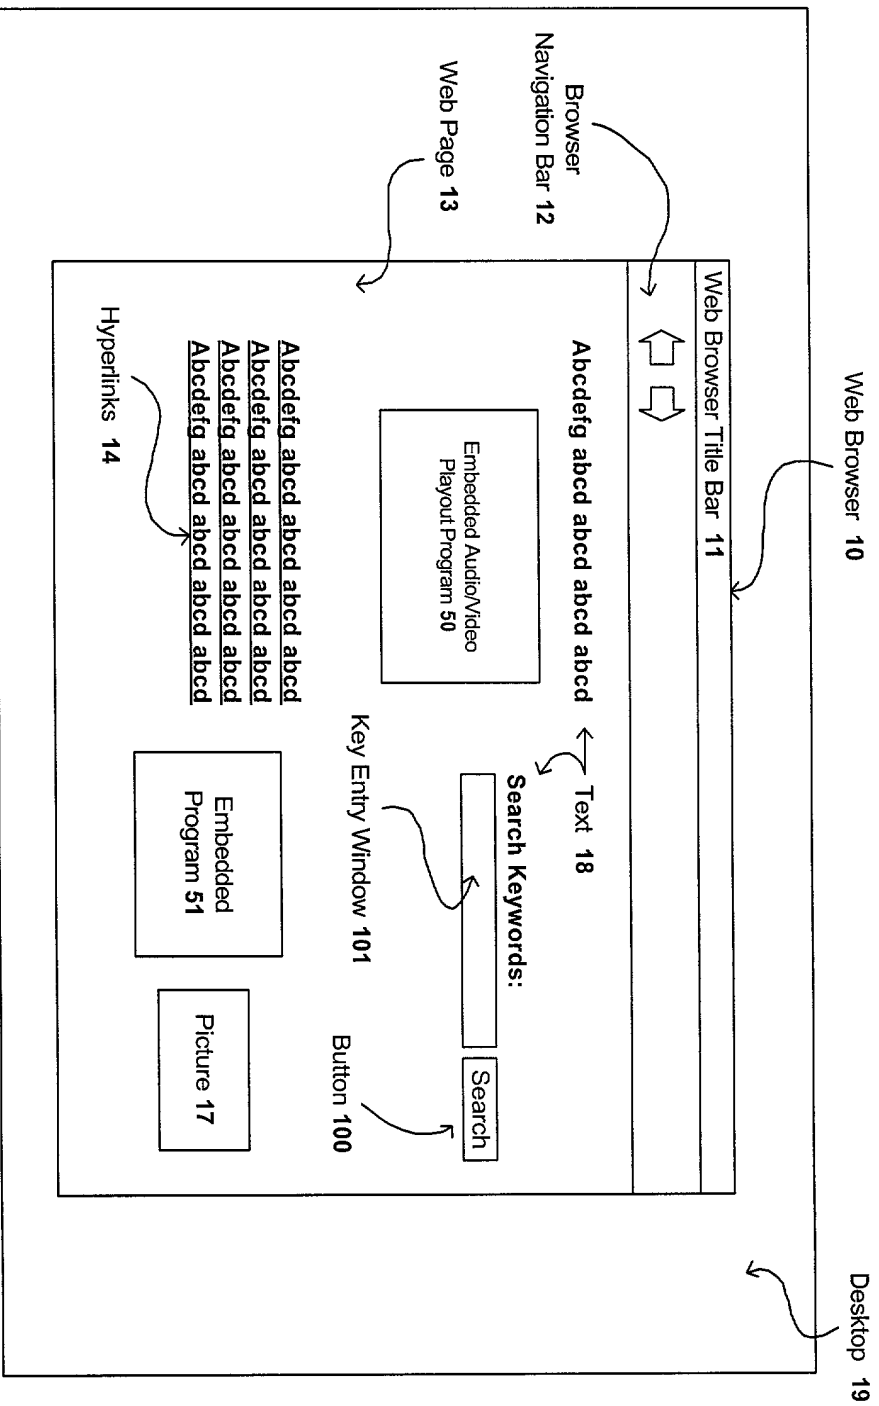 Web Browser 10
Desktop 19
Web Browser Title Bar 11
Browser
Navigation Bar 12
Web Page 13
Abcdefg abcd abcd abcd abcd
Text 18
Search Keywords:
Search
Embedded Audio/Video
Playout Program 50
Key Entry Window 101
Button 100
Abcdefg abcd abcd abcd abcd
Abcdefg abcd abcd abcd abcd
Abcdefg abcd abcd abcd abcd
Abcdefg abcd abcd abcd abcd
Hyperlinks 14
Embedded
Program 51
Picture 17